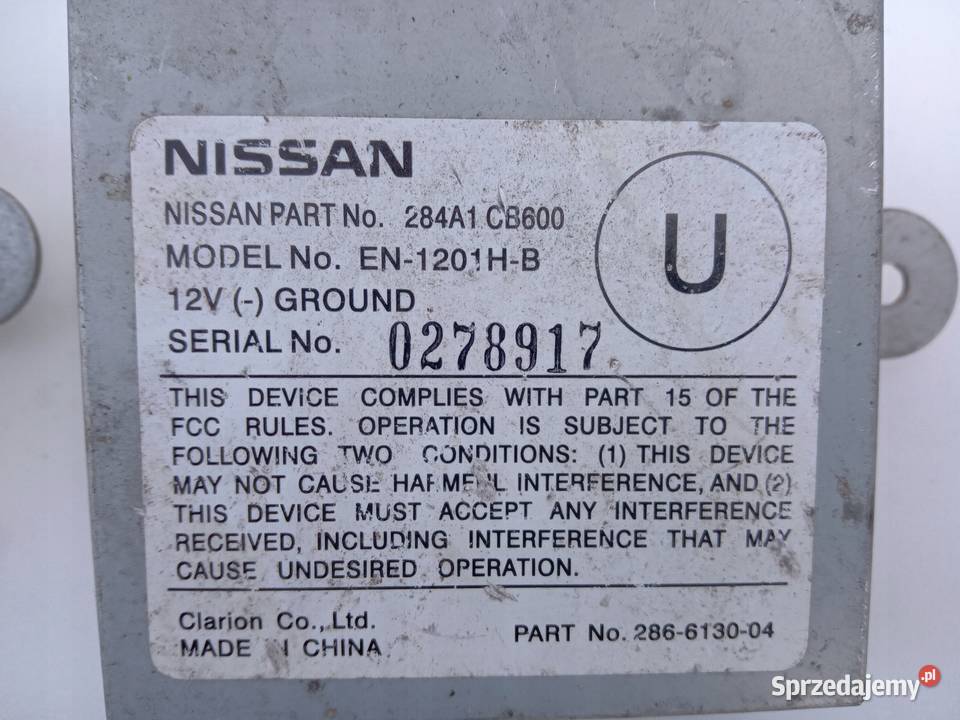 NISSAN
NISSAN PART No. 284A1 CB600
MODEL No. EN-1201H-B
12V (-) GROUND
SERIAL No. 0278917
U
THIS DEVICE COMPLIES WITH PART 15 OF THE
FCC RULES. OPERATION IS SUBJECT TO THE
FOLLOWING TWO CONDITIONS: (1) THIS DEVICE
MAY NOT CAUSE HARMFUL INTERFERENCE, AND (2)
THIS DEVICE MUST ACCEPT ANY INTERFERENCE
RECEIVED, INCLUDING INTERFERENCE THAT MAY
CAUSE UNDESIRED OPERATION.
Clarion Co., Ltd.
MADE IN CHINA
PART No. 286-6130-04
Sprzedajemy.pl